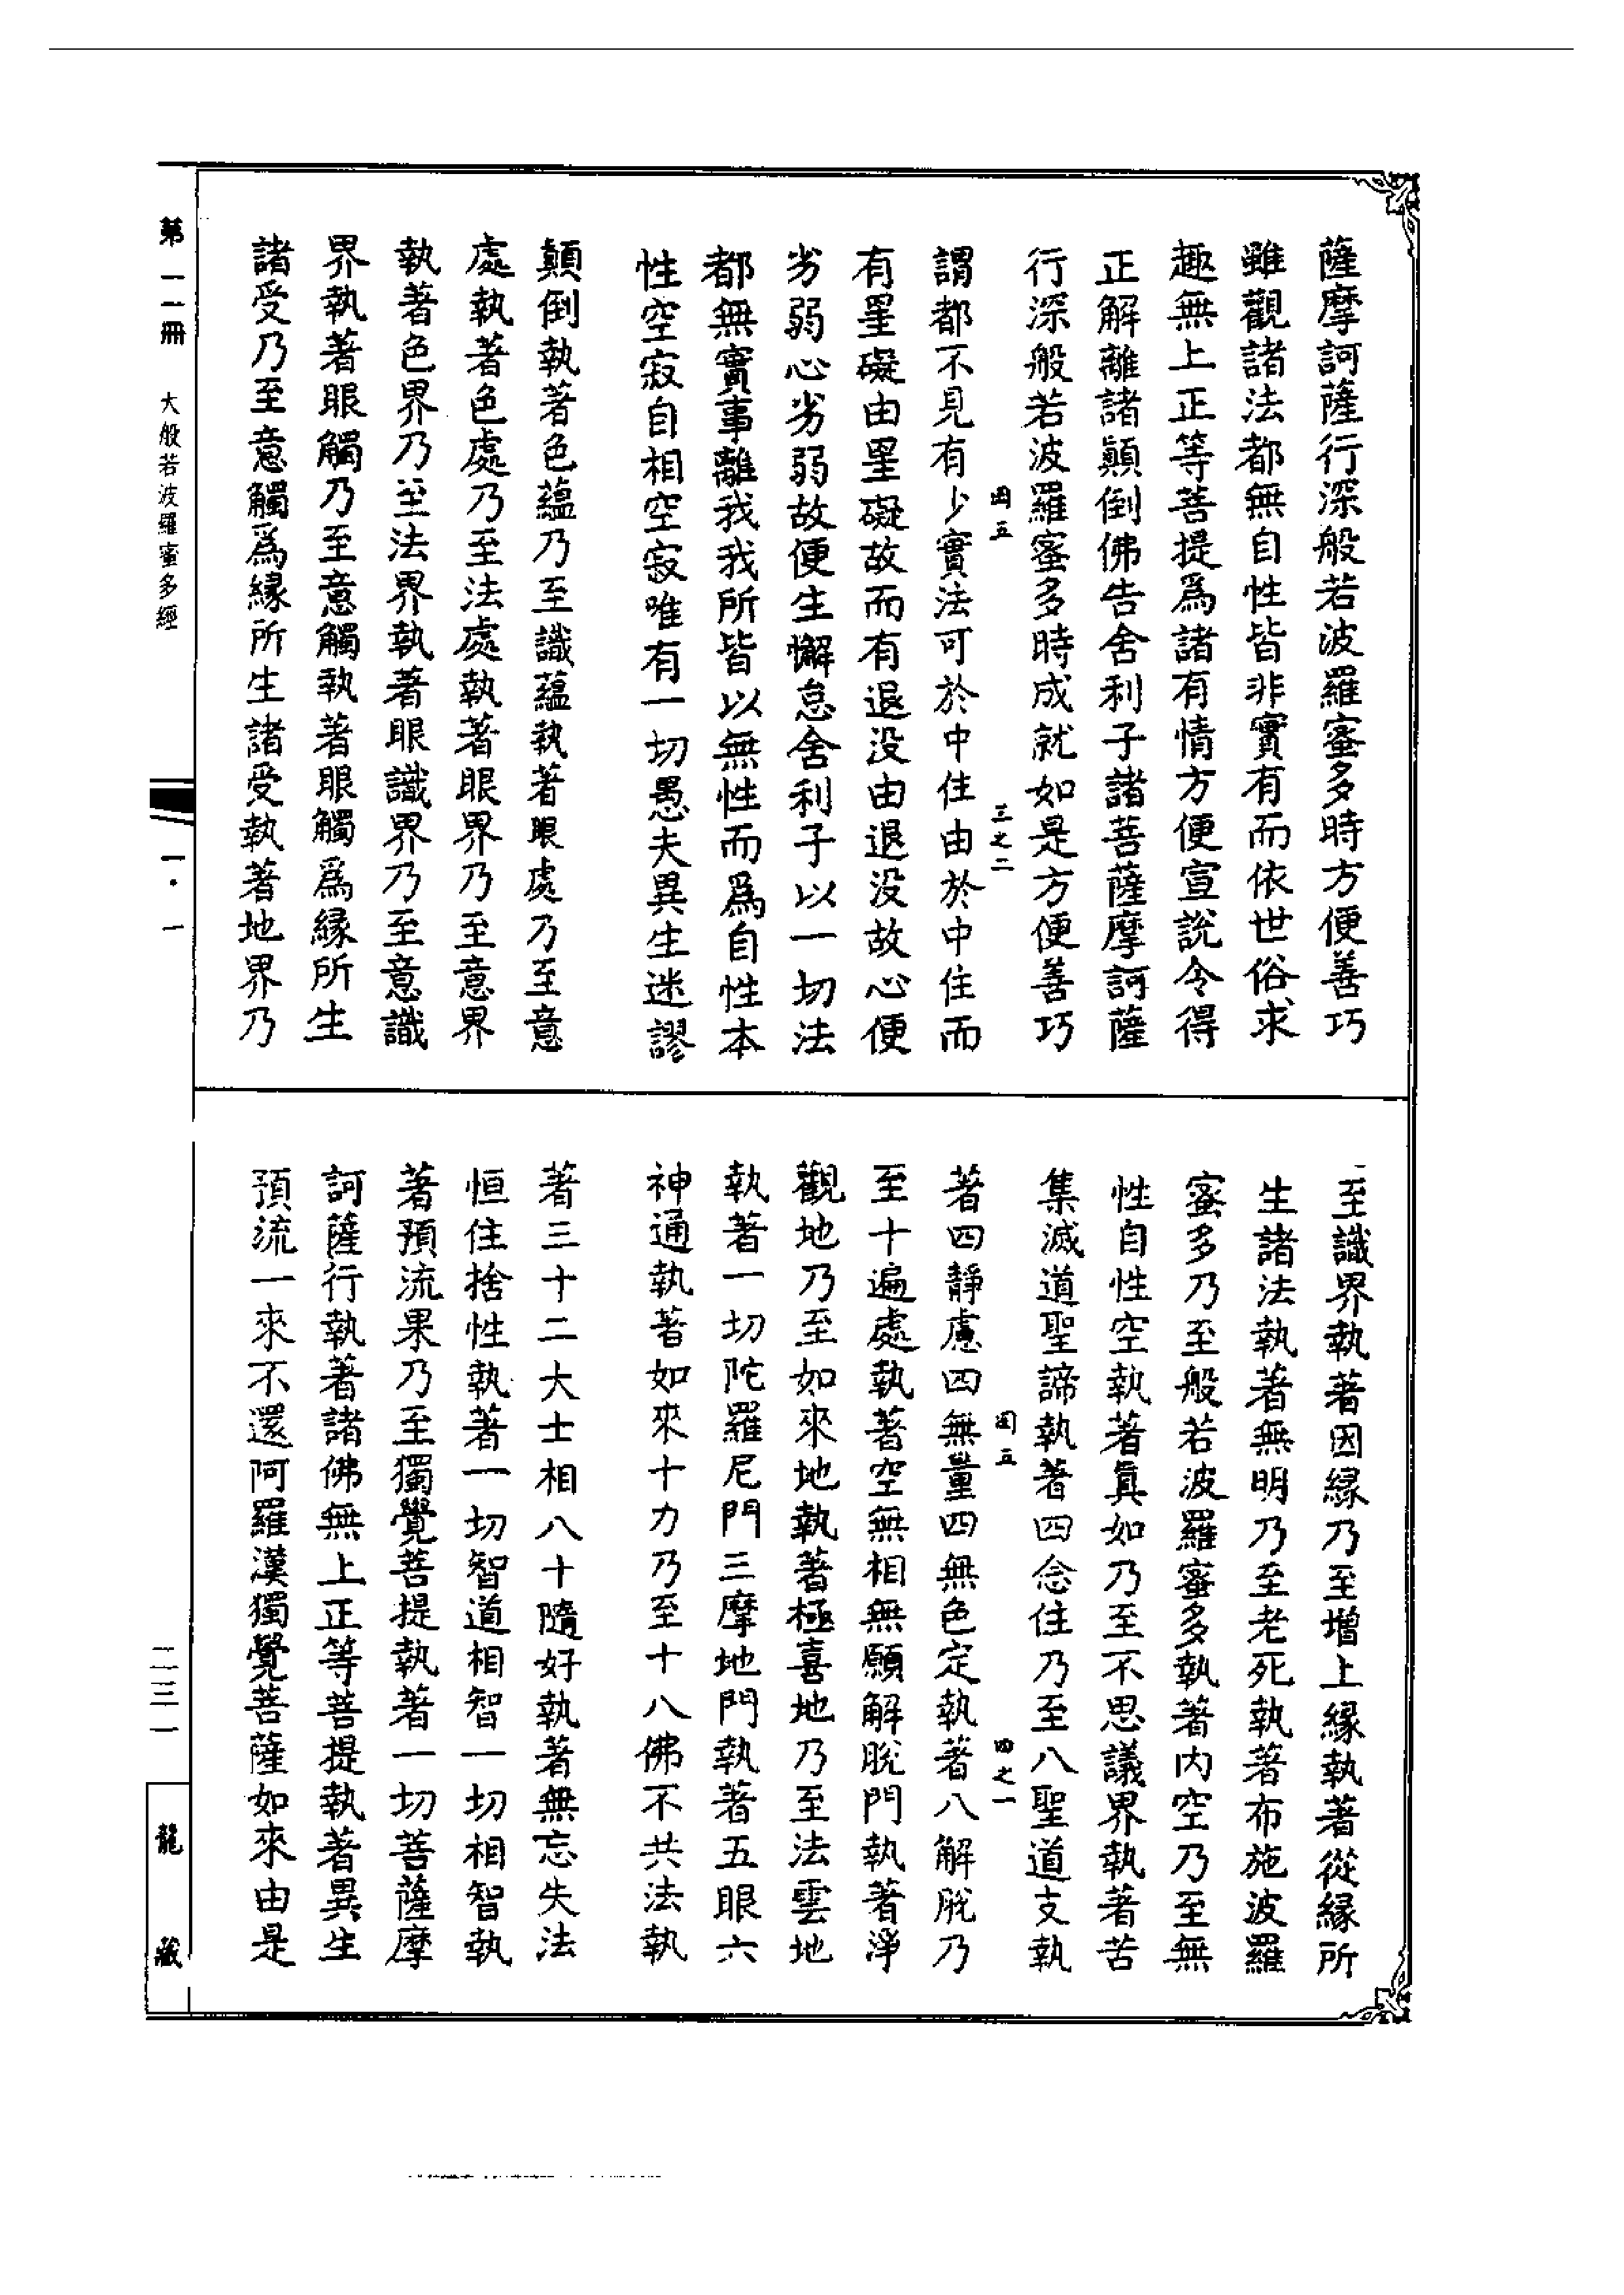 薩摩訶薩行深般若波羅蜜多時方便善巧
雖觀諸法都無自性皆非實有而依世俗求
趣無上正等菩提爲諸有情方便宣說令得
正解離諸顛倒佛告舍利子諸菩薩摩訶薩
行深般若波羅蜜多時成就如是方便善巧
三之二
謂都不見有少實法可於中住由於中住而
有罣礙由罣礙故而有退没由退没故心便
劣弱心劣弱故便生懈怠舍利子以一切法
都無實事離我我所皆以無性而爲自性本
性空寂自相空寂唯有一切愚夫異生迷謬
顛倒執著色蘊乃至識蘊執著眼處乃至意
處執著色處乃至法處執著眼界乃至意界
執著色界乃至法界執著眼識界乃至意識
界執著眼觸乃至意觸執著眼觸爲緣所生
諸受乃至意觸爲緣所生諸受執著地界乃
至識界執著因緣乃至增上緣執著從緣所
生諸法執著無明乃至老死執著布施波羅
蜜多乃至般若波羅蜜多執著内空乃至無
性自性空執著真如乃至不思議界執著苦
集滅道聖諦執著四念住乃至八聖道支執
四之一
著四靜慮四無量四無色定執著八解脫乃
至十遍處執著空無相無願解脫門執著淨
觀地乃至如來地執著極喜地乃至法雲地
執著一切陀羅尼門三摩地門執著五眼六
神通執著如來十力乃至十八佛不共法執
著三十二大士相八十隨好執著無忘失法
恒住捨性執著一切智道相智一切相智執
著預流果乃至獨覺菩提執著一切菩薩摩
訶薩行執著諸佛無上正等菩提執著異生
預流一來不還阿羅漢獨覺菩薩如來由是
第一一冊 大般若波羅蜜多經 一·一
二三一
龍藏